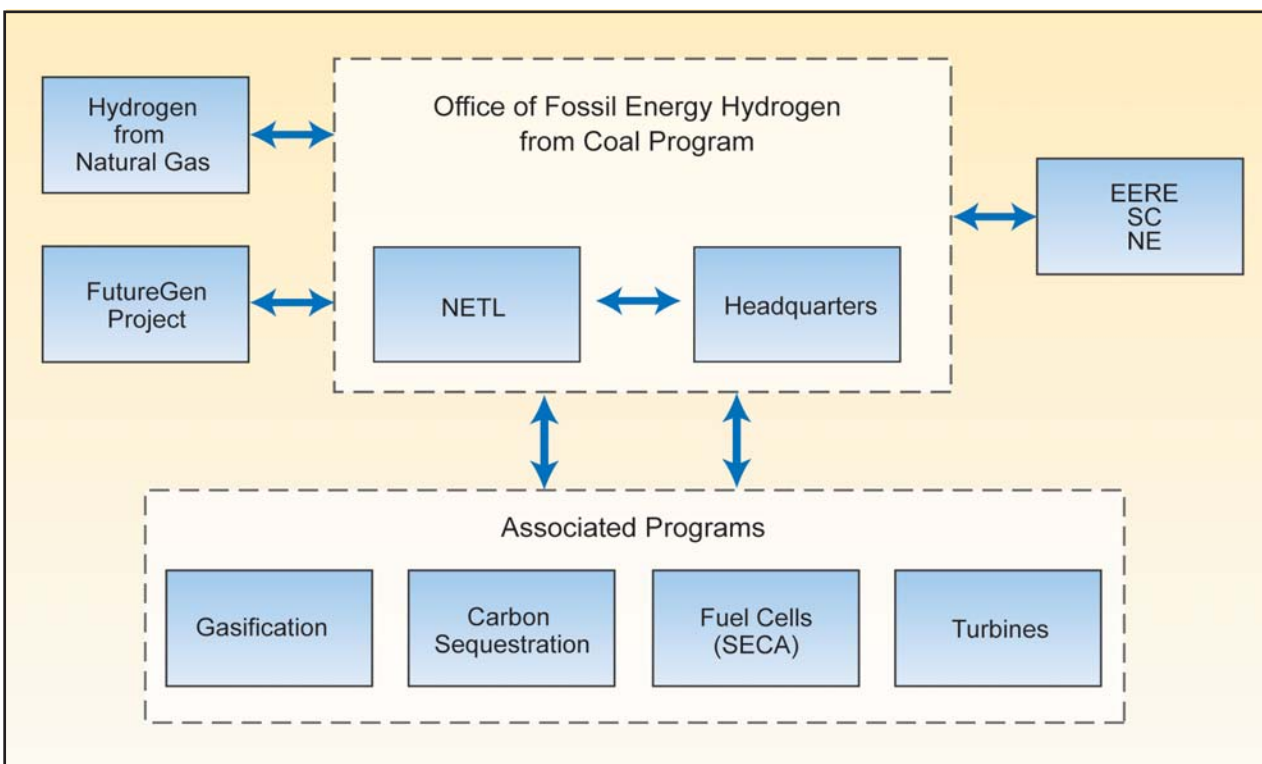 Hydrogen
from
Natural Gas
FutureGen
Project
Office of Fossil Energy Hydrogen
from Coal Program
NETL
Headquarters
EERE
SC
NE
Associated Programs
Gasification
Carbon
Sequestration
Fuel Cells
(SECA)
Turbines